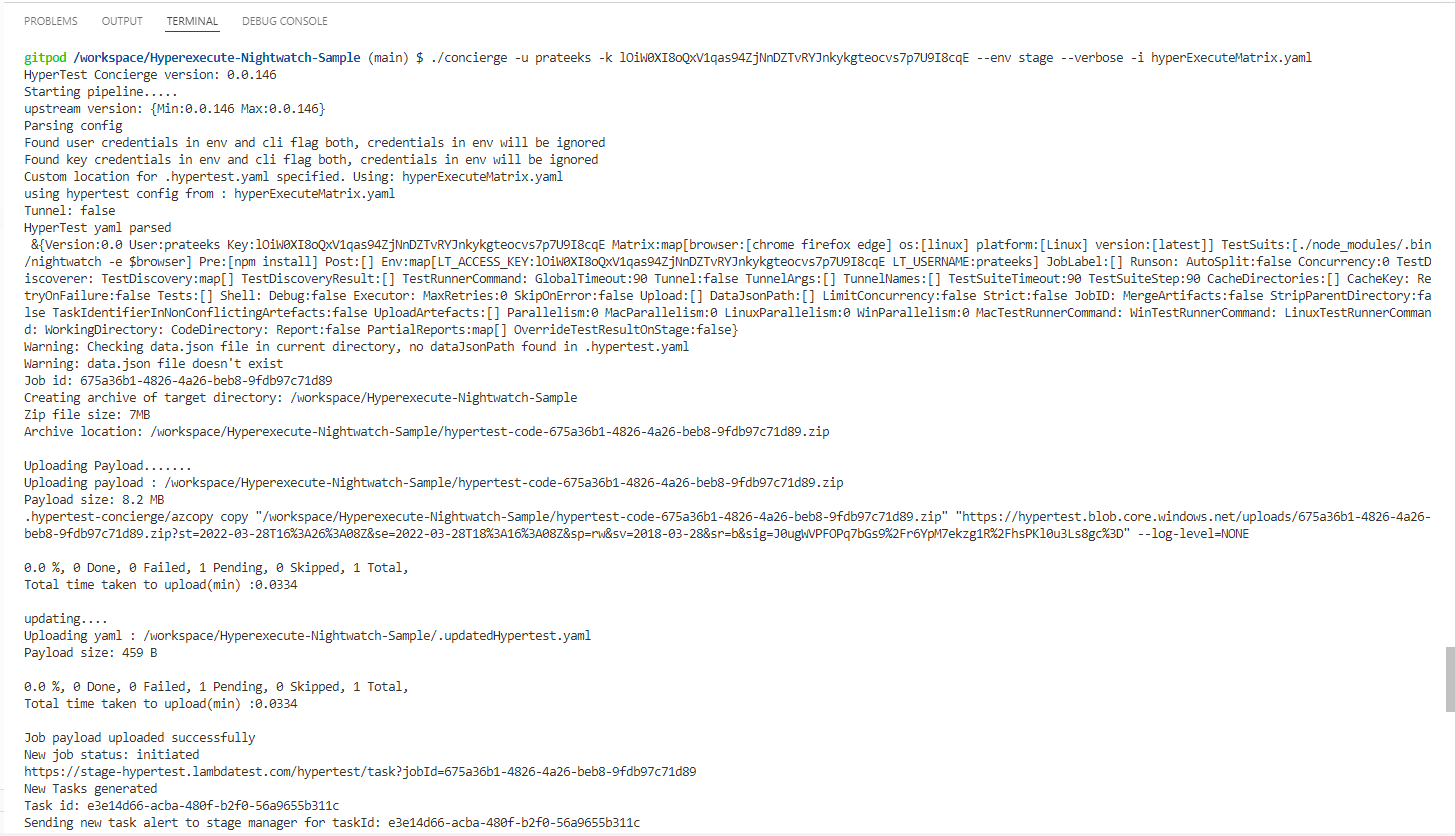 PROBLEMS OUTPUT TERMINAL DEBUG CONSOLE
gitpod /workspace/Hyperexecute-Nightwatch-Sample (main) $ ./concierge -u prateeks -k lOiW0XI8oQxV1qas94ZjNnDZTvRYJnkykgteocvs7p7U9I8cqE --env stage --verbose -i hyperExecuteMatrix.yaml
HyperTest Concierge version: 0.0.146
Starting pipeline.....
upstream version: {Min:0.0.146 Max:0.0.146}
Parsing config
Found user credentials in env and cli flag both, credentials in env will be ignored
Found key credentials in env and cli flag both, credentials in env will be ignored
Custom location for .hypertest.yaml specified. Using: hyperExecuteMatrix.yaml
using hypertest config from : hyperExecuteMatrix.yaml
Tunnel: false
HyperTest yaml parsed
&{Version:0.0 User:prateeks Key:lOiW0XI8oQxV1qas94ZjNnDZTvRYJnkykgteocvs7p7U9I8cqE Matrix:map[browser:[chrome firefox edge] os:[linux] platform:[Linux] version:[latest]] TestSuits:[./node_modules/.bin
/nightwatch -e $browser] Pre:[npm install] Post:[] Env:map[LT_ACCESS_KEY:lOiW0XI8oQxV1qas94ZjNnDZTvRYJnkykgteocvs7p7U9I8cqE LT_USERNAME:prateeks] JobLabel:[] Runson: AutoSplit:false Concurrency:0 TestD
iscoverer: TestDiscovery:map[] TestDiscoveryResult:[] TestRunnerCommand: GlobalTimeout:90 Tunnel:false TunnelArgs:[] TunnelNames:[] TestSuiteTimeout:90 TestSuiteStep:90 CacheDirectories:[] CacheKey: Re
tryOnFailure:false Tests:[] Shell: Debug:false Executor: MaxRetries:0 SkipOnError:false Upload:[] DataJsonPath:[] LimitConcurrency:false Strict:false JobID: MergeArtifacts:false StripParentDirectory:fa
lse TaskIdentifierInNonConflictingArtefacts:false UploadArtefacts:[] Parallelism:0 MacParallelism:0 LinuxParallelism:0 WinParallelism:0 MacTestRunnerCommand: WinTestRunnerCommand: LinuxTestRunnerComman
d: WorkingDirectory: CodeDirectory: Report:false PartialReports:map[] OverrideTestResultOnStage:false}
Warning: Checking data.json file in current directory, no dataJsonPath found in .hypertest.yaml
Warning: data.json file doesn't exist
Job id: 675a36b1-4826-4a26-beb8-9fdb97c71d89
Creating archive of target directory: /workspace/Hyperexecute-Nightwatch-Sample
Zip file size: 7MB
Archive location: /workspace/Hyperexecute-Nightwatch-Sample/hypertest-code-675a36b1-4826-4a26-beb8-9fdb97c71d89.zip
Uploading Payload.......
Uploading payload : /workspace/Hyperexecute-Nightwatch-Sample/hypertest-code-675a36b1-4826-4a26-beb8-9fdb97c71d89.zip
Payload size: 8.2 MB
.hypertest-concierge/azcopy copy "/workspace/Hyperexecute-Nightwatch-Sample/hypertest-code-675a36b1-4826-4a26-beb8-9fdb97c71d89.zip" "https://hypertest.blob.core.windows.net/uploads/675a36b1-4826-4a26-
beb8-9fdb97c71d89.zip?st=2022-03-28T16%3A26%3A08Z&se=2022-03-28T18%3A16%3A08Z&sp=rw&sv=2018-03-28&sr=b&sig=J0ugWVPFOPq7bGs9%2Fr6YpM7ekzg1R%2FhsPKl0u3Ls8gc%3D" --log-level=NONE
0.0 %, 0 Done, 0 Failed, 1 Pending, 0 Skipped, 1 Total,
Total time taken to upload(min) :0.0334
updating....
Uploading yaml : /workspace/Hyperexecute-Nightwatch-Sample/.updatedHypertest.yaml
Payload size: 459 B
0.0 %, 0 Done, 0 Failed, 1 Pending, 0 Skipped, 1 Total,
Total time taken to upload(min) :0.0334
Job payload uploaded successfully
New job status: initiated
https://stage-hypertest.lambdatest.com/hypertest/task?jobId=675a36b1-4826-4a26-beb8-9fdb97c71d89
New Tasks generated
Task id: e3e14d66-acba-480f-b2f0-56a9655b311c
Sending new task alert to stage manager for taskId: e3e14d66-acba-480f-b2f0-56a9655b311c